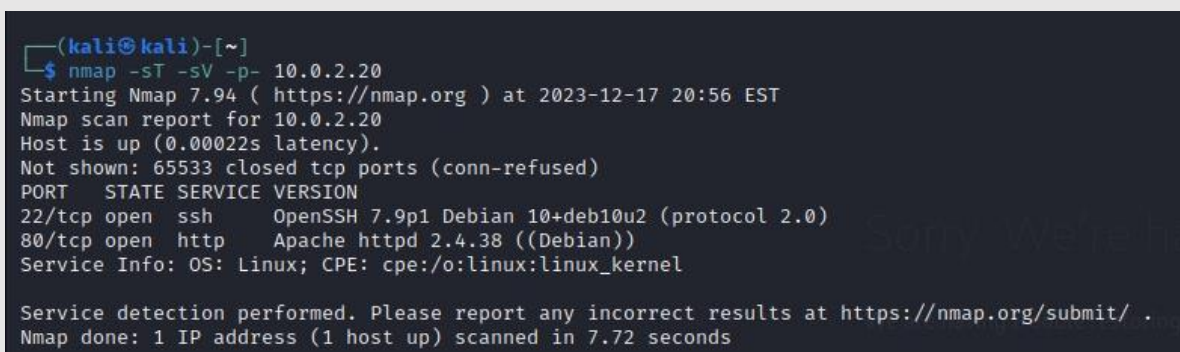 (kali㉿kali)-[~]
$ nmap -sT -sV -p- 10.0.2.20
Starting Nmap 7.94 ( https://nmap.org ) at 2023-12-17 20:56 EST
Nmap scan report for 10.0.2.20
Host is up (0.00022s latency).
Not shown: 65533 closed tcp ports (conn-refused)
PORT   STATE SERVICE VERSION
22/tcp open  ssh     OpenSSH 7.9p1 Debian 10+deb10u2 (protocol 2.0)
80/tcp open  http    Apache httpd 2.4.38 ((Debian))
Sorry. We're
Service Info: OS: Linux; CPE: cpe:/o:linux:linux_kernel
Service detection performed. Please report any incorrect results at https://nmap.org/submit/ .
Nmap done: 1 IP address (1 host up) scanned in 7.72 seconds